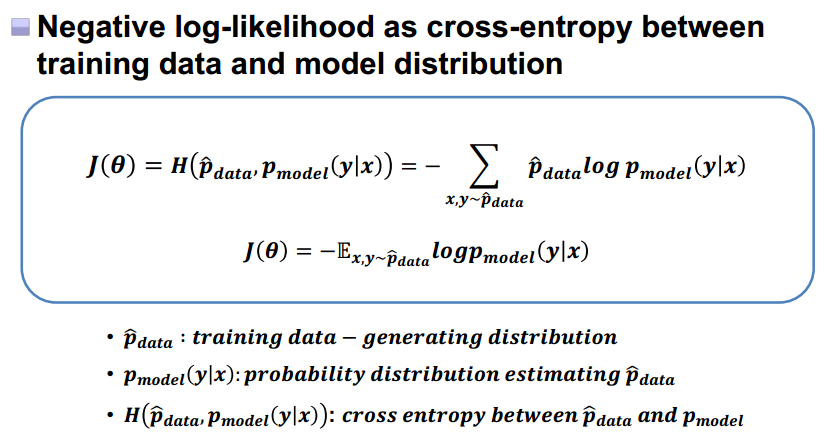 Negative log-likelihood as cross-entropy between
training data and model distribution
J(θ) = H(p̂_data, p_model(y|x)) = − ∑_{x,y~p̂_data} p̂_data log p_model(y|x)
J(θ) = −𝔼_{x,y~p̂_data} logp_model(y|x)
• p̂_data : training data − generating distribution
• p_model(y|x): probability distribution estimating p̂_data
• H(p̂_data, p_model(y|x)): cross entropy between p̂_data and p_model